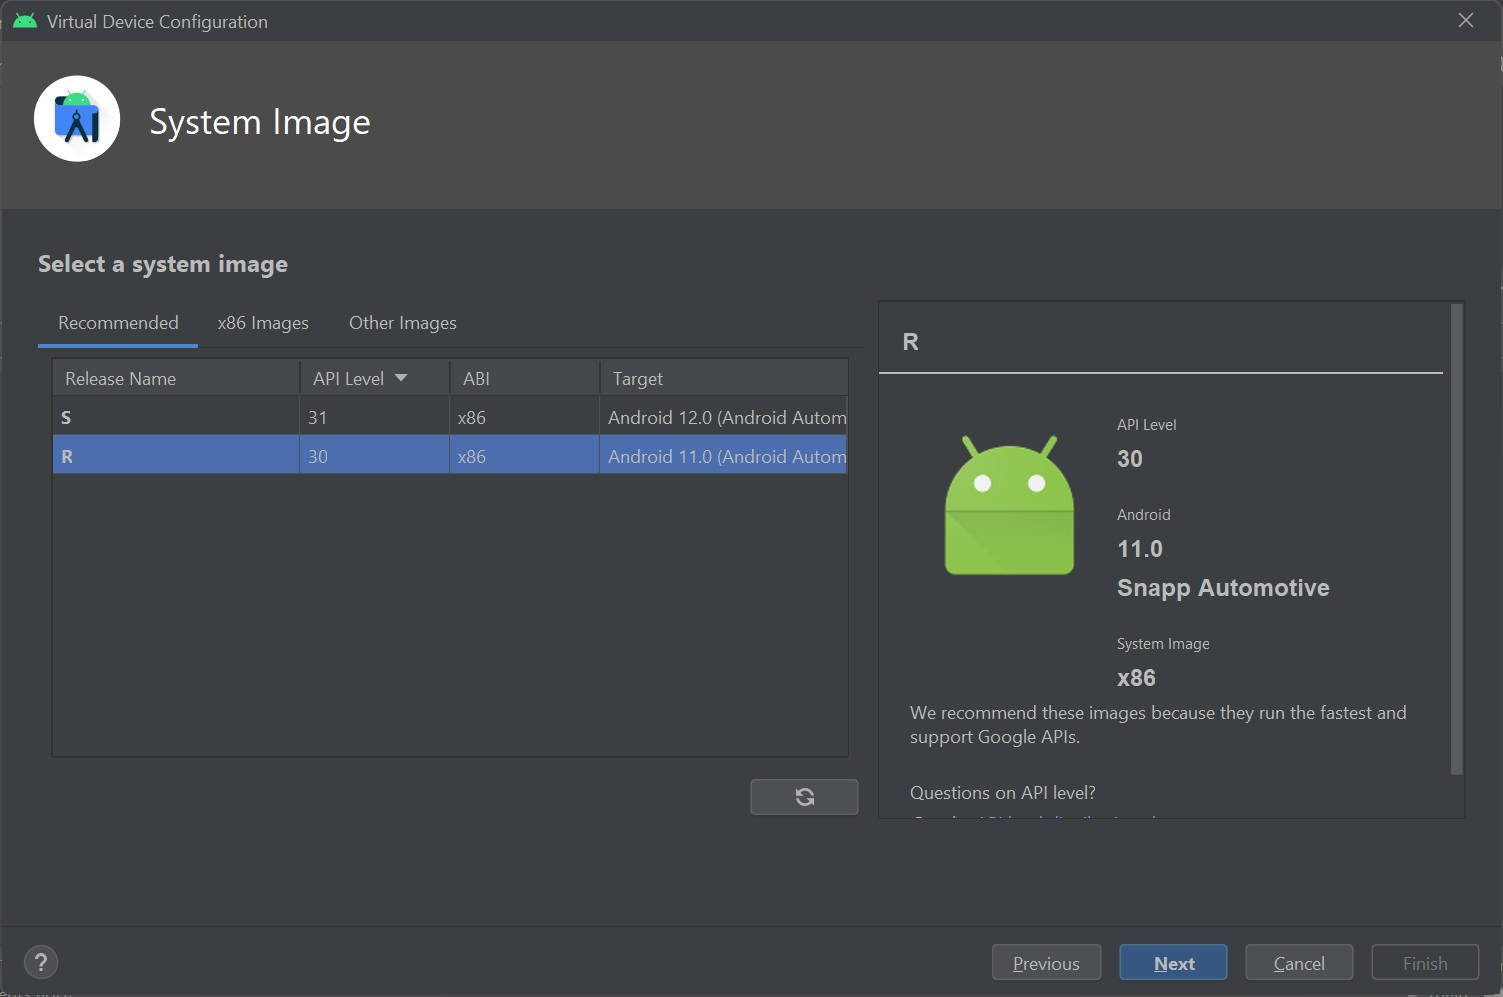 Virtual Device Configuration
System Image
Select a system image
Recommended x86 Images Other Images
Release Name API Level ABI Target
S 31 x86 Android 12.0 (Android Autom
R 30 x86 Android 11.0 (Android Autom
R
API Level
30
Android
11.0
Snapp Automotive
System Image
x86
We recommend these images because they run the fastest and
support Google APIs.
Questions on API level?
? Previous Next Cancel Finish